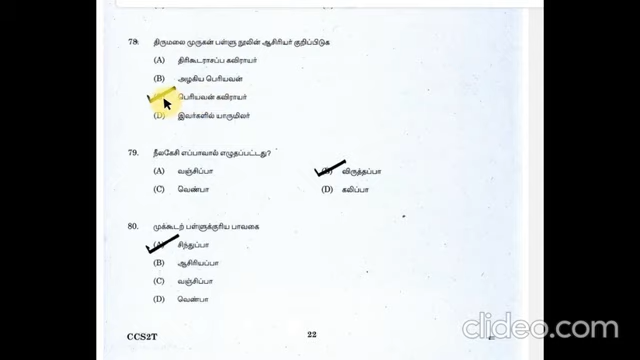 78. திருமலை முருகன் பள்ளு நூலின் ஆசிரியர் குறிப்பிடுக
(A) திரிகூடராசப்ப கவிராயர்
(B) அழகிய பெரியவன்
பெரியவன் கவிராயர்
(D) இவர்களில் யாருமிலர்
79. நீலகேசி எப்பாவால் எழுதப்பட்டது?
(A) வஞ்சிப்பா (B) விருத்தப்பா
(C) வெண்பா (D) கலிப்பா
80. முக்கூடற் பள்ளுக்குரிய பாவகை
(A) சிந்துப்பா
(B) ஆசிரியப்பா
(C) வஞ்சிப்பா
(D) வெண்பா
CCS2T 22
clideo.com